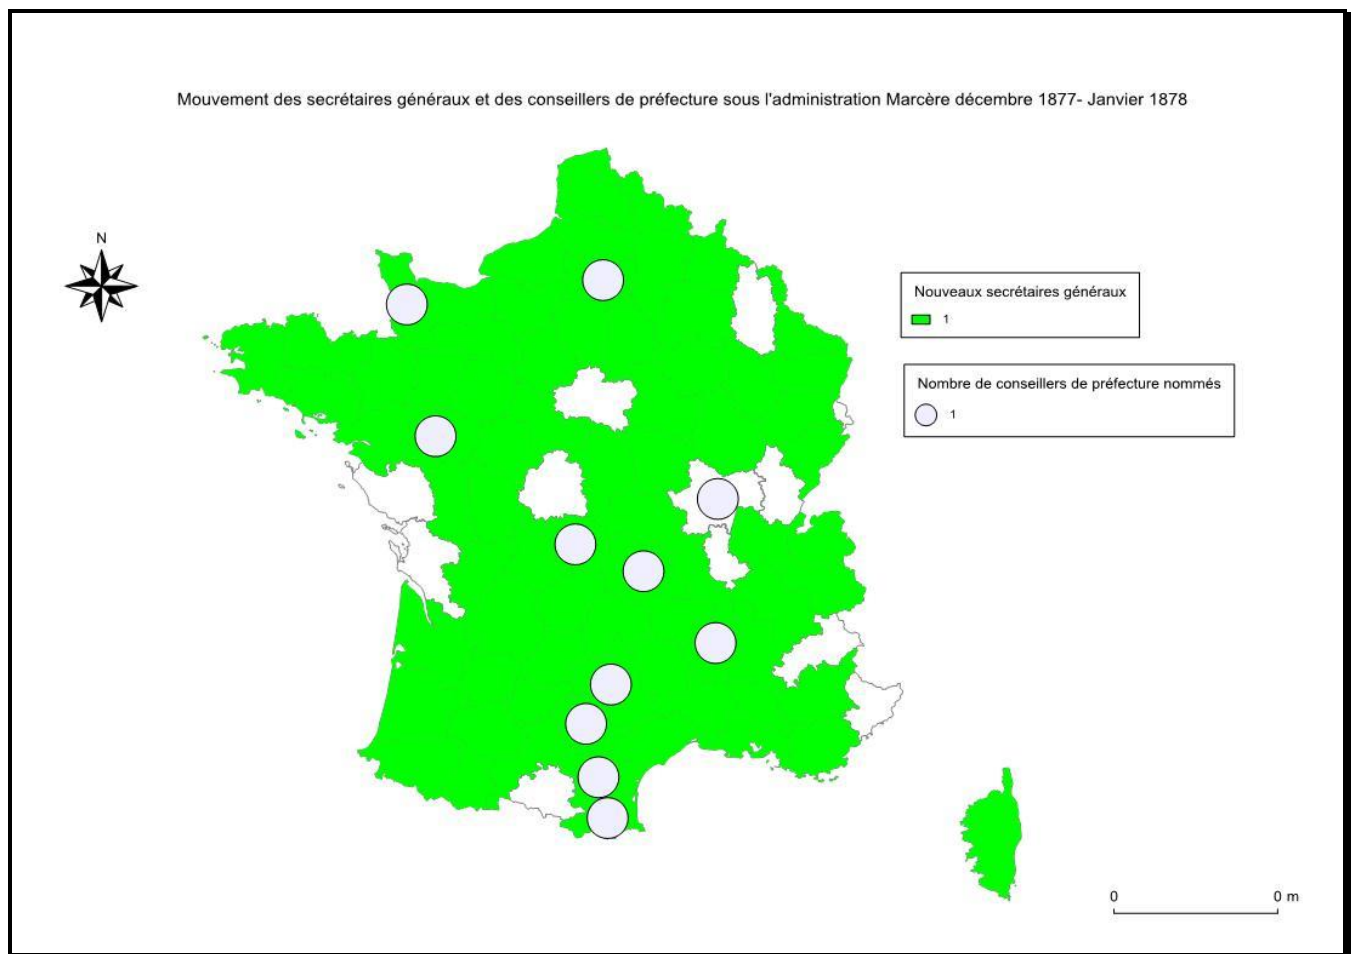 Mouvement des secrétaires généraux et des conseillers de préfecture sous l'administration Marcère décembre 1877- Janvier 1878
N
Nouveaux secrétaires généraux
1
Nombre de conseillers de préfecture nommés
1
0 0 m